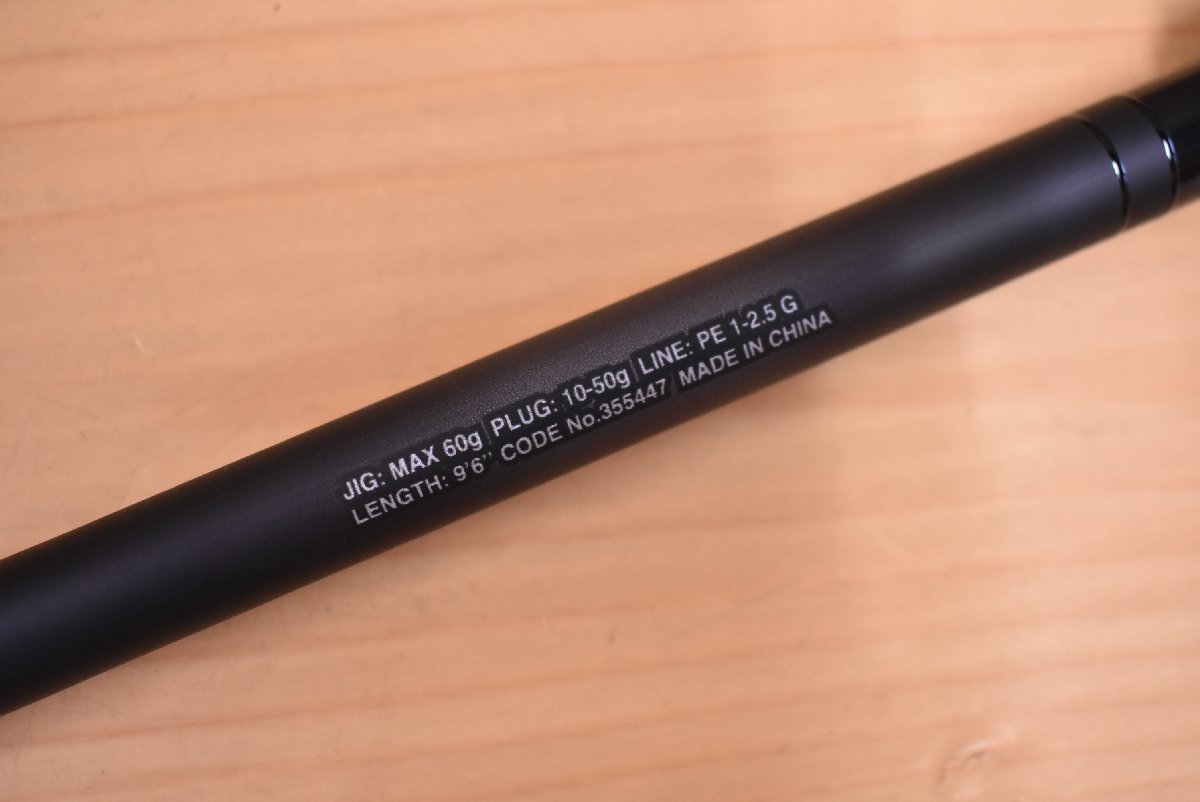 JIG: MAX 60g | PLUG: 10-50g | LINE: PE 1-2.5 G
LENGTH: 9'6" CODE No.355447 MADE IN CHINA